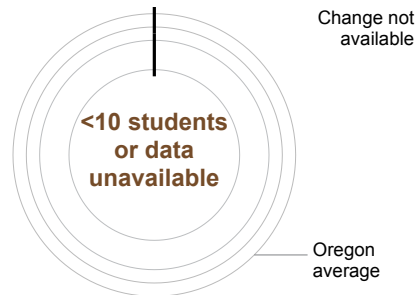 Change not
available
<10 students
or data
unavailable
Oregon
average